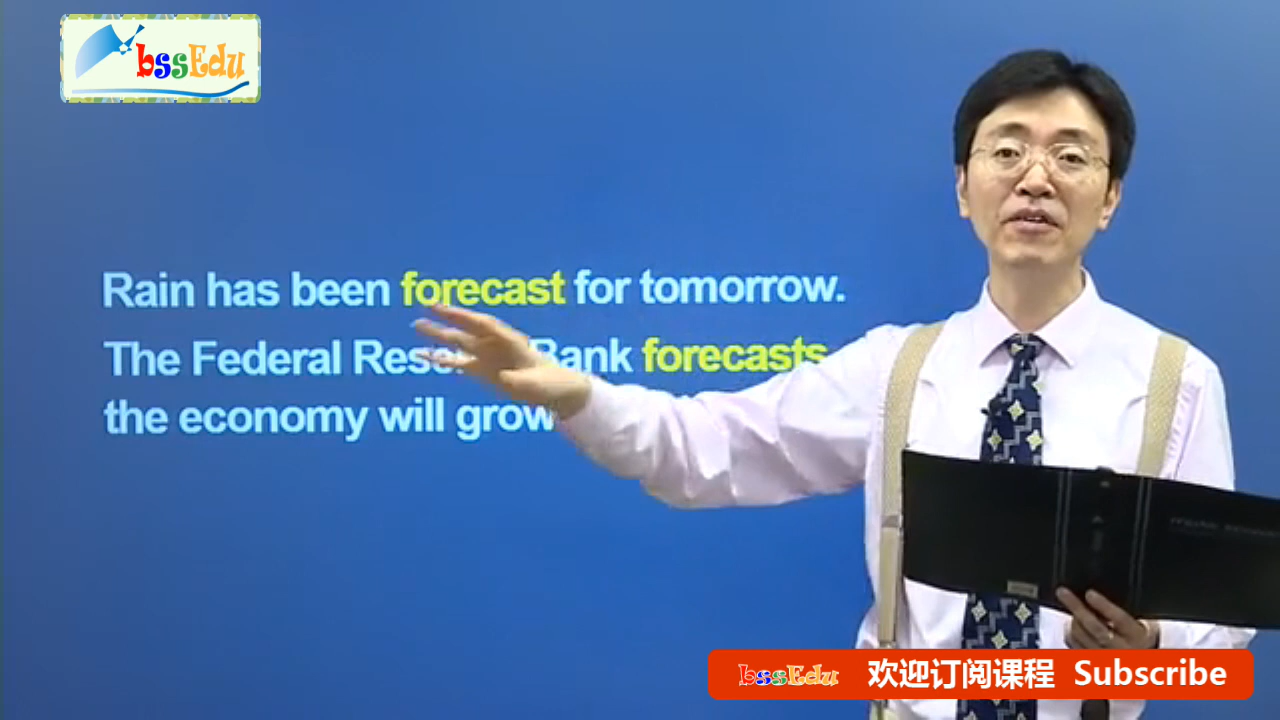 bssEdu
Rain has been forecast for tomorrow.
The Federal Bank forecasts
the economy will grow
bssEdu 欢迎订阅课程 Subscribe